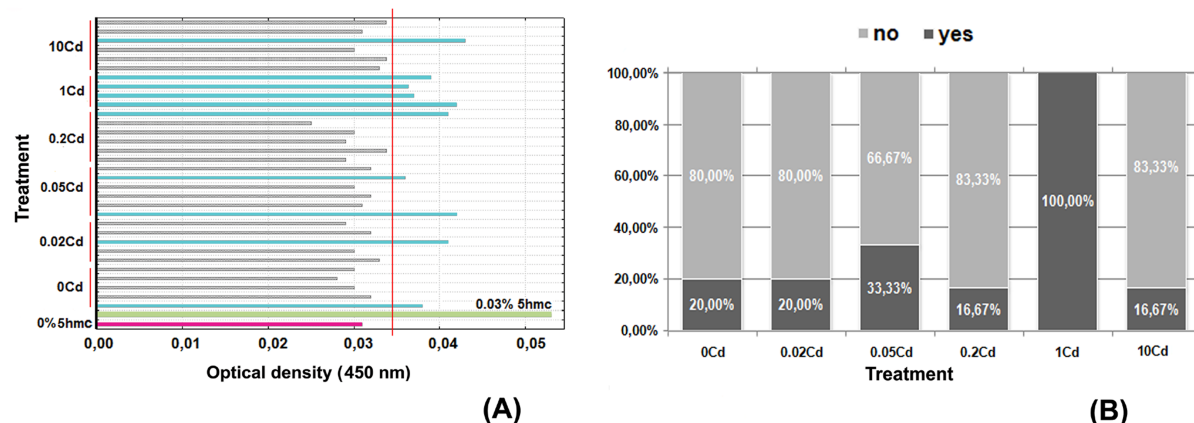 Treatment
10Cd
1Cd
0.2Cd
0.05Cd
0.02Cd
0Cd
0%5hmc
0.03% 5hmc
0,00 0,01 0,02 0,03 0,04 0,05
Optical density (450 nm)
(A)
no yes
100,00%
80,00%
60,00%
40,00%
20,00%
0,00%
80,00% 80,00% 66,67% 83,33% 100,00% 83,33%
20,00% 20,00% 33,33% 16,67% 16,67%
0Cd 0.02Cd 0.05Cd 0.2Cd 1Cd 10Cd
Treatment
(B)